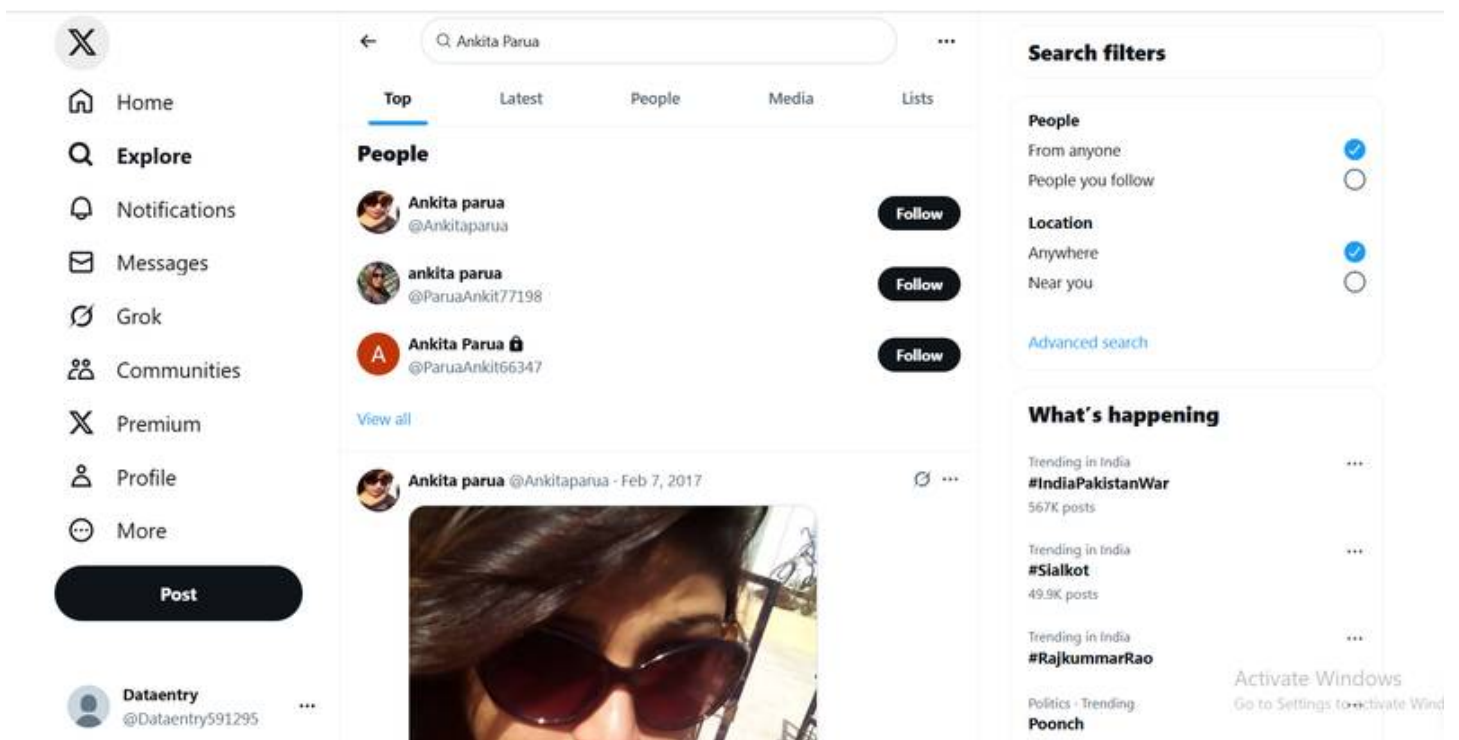 Home
Explore
Notifications
Messages
Grok
Communities
Premium
Profile
More
Post
Dataentry
@Dataentry591295
Ankita Parua
Top Latest People Media Lists
People
Ankita parua
@Ankitaparua
Follow
ankita parua
@ParuaAnkit77198
Follow
A
Ankita Parua
@ParuaAnkit66347
Follow
View all
Ankita parua @Ankitaparua · Feb 7, 2017
Search filters
People
From anyone
People you follow
Location
Anywhere
Near you
Advanced search
What's happening
Trending in India
#IndiaPakistanWar
567K posts
Trending in India
#Sialkot
49.9K posts
Trending in India
#RajkummarRao
Politics · Trending
Poonch
Activate Windows
Go to Settings to activate Wind